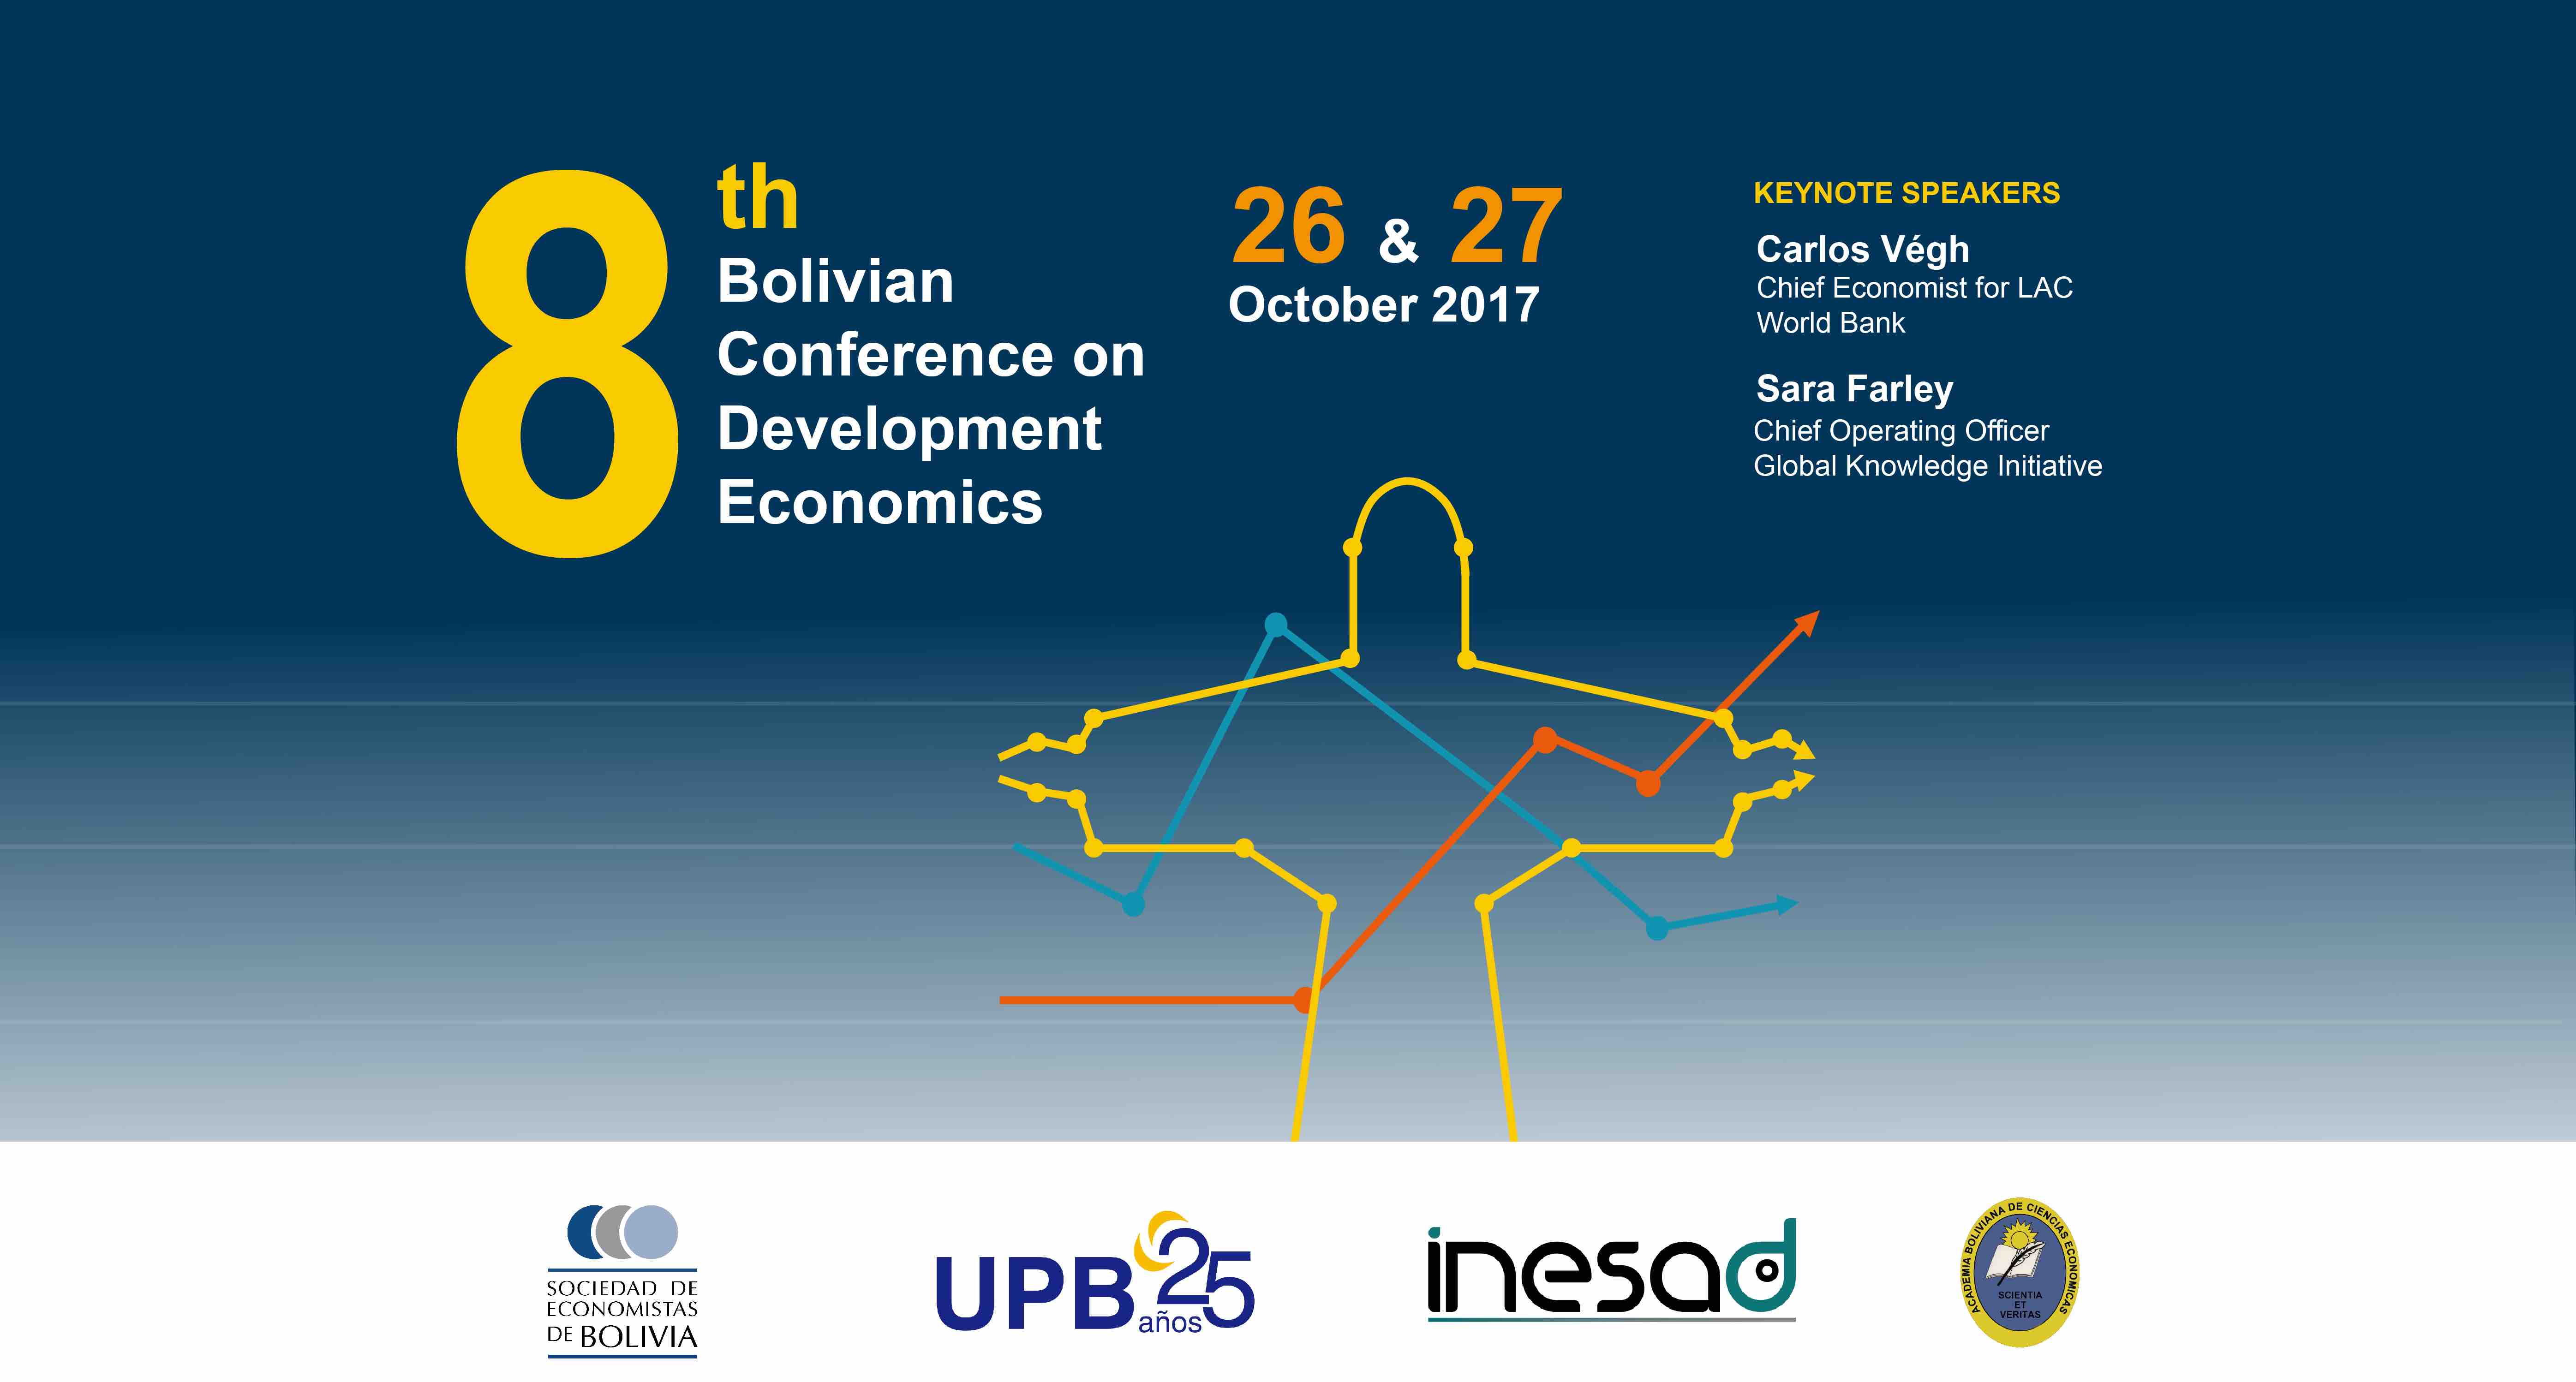 8th
Bolivian
Conference on
Development
Economics
26 & 27
October 2017
KEYNOTE SPEAKERS
Carlos Végh
Chief Economist for LAC
World Bank
Sara Farley
Chief Operating Officer
Global Knowledge Initiative
SOCIEDAD DE
ECONOMISTAS
DE BOLIVIA
UPB 25
años
inesad
ACADEMIA BOLIVIANA DE CIENCIAS ECONOMICAS
SCIENTIA
ET
VERITAS